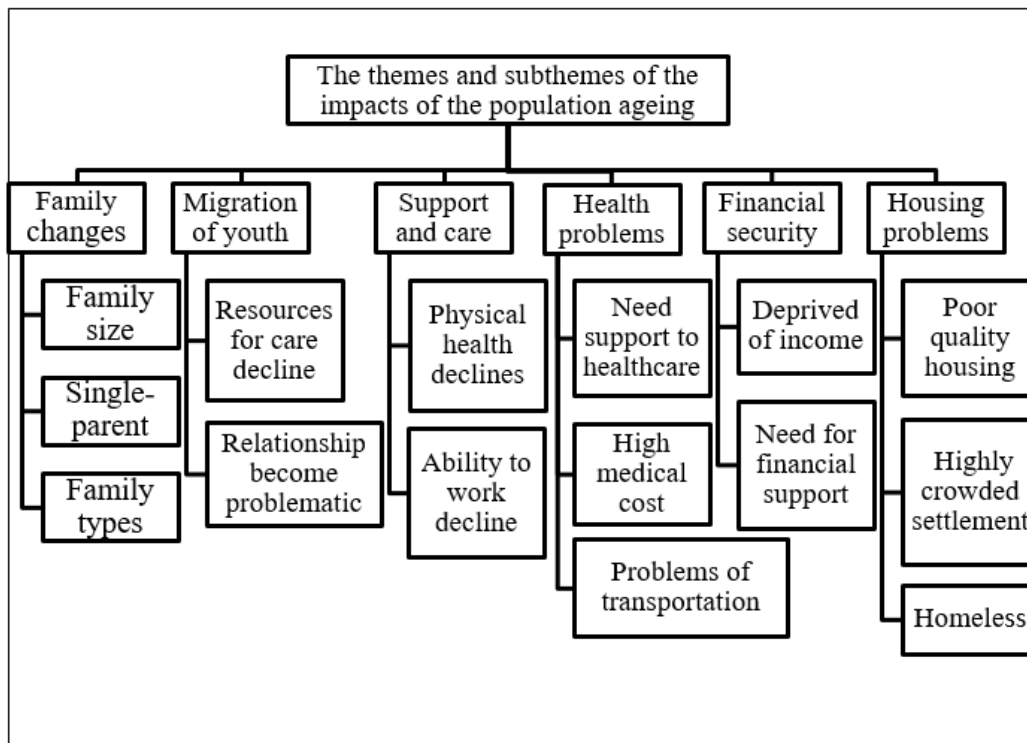 The themes and subthemes of the
impacts of the population ageing
Family
changes
Family
size
Single-
parent
Family
types
Migration
of youth
Resources
for care
decline
Relationship
become
problematic
Support
and care
Physical
health
declines
Ability to
work
decline
Health
problems
Need
support to
healthcare
High
medical
cost
Problems of
transportation
Financial
security
Deprived
of income
Need for
financial
support
Housing
problems
Poor
quality
housing
Highly
crowded
settlement
Homeless